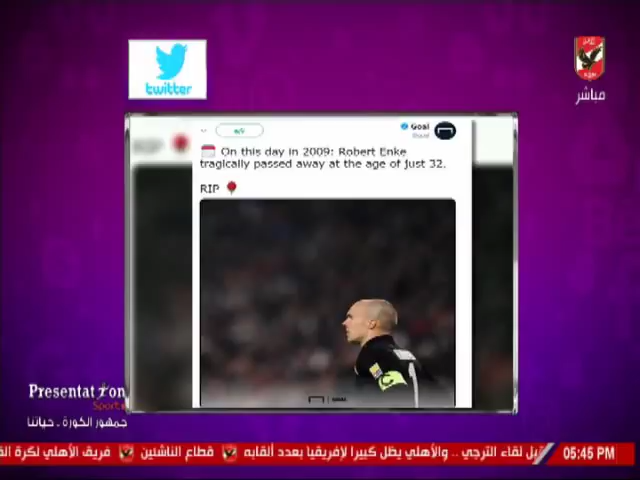 twitter
مباشر
Goal
On this day in 2009: Robert Enke
tragically passed away at the age of just 32.
RIP
Presentation
Sports
جمهور الكورة .. حياتنا
قبل لقاء الترجي .. والأهلي يظل كبيرا لإفريقيا بعدد ألقابه قطاع الناشئين فريق الأهلي لكرة
05:45 PM